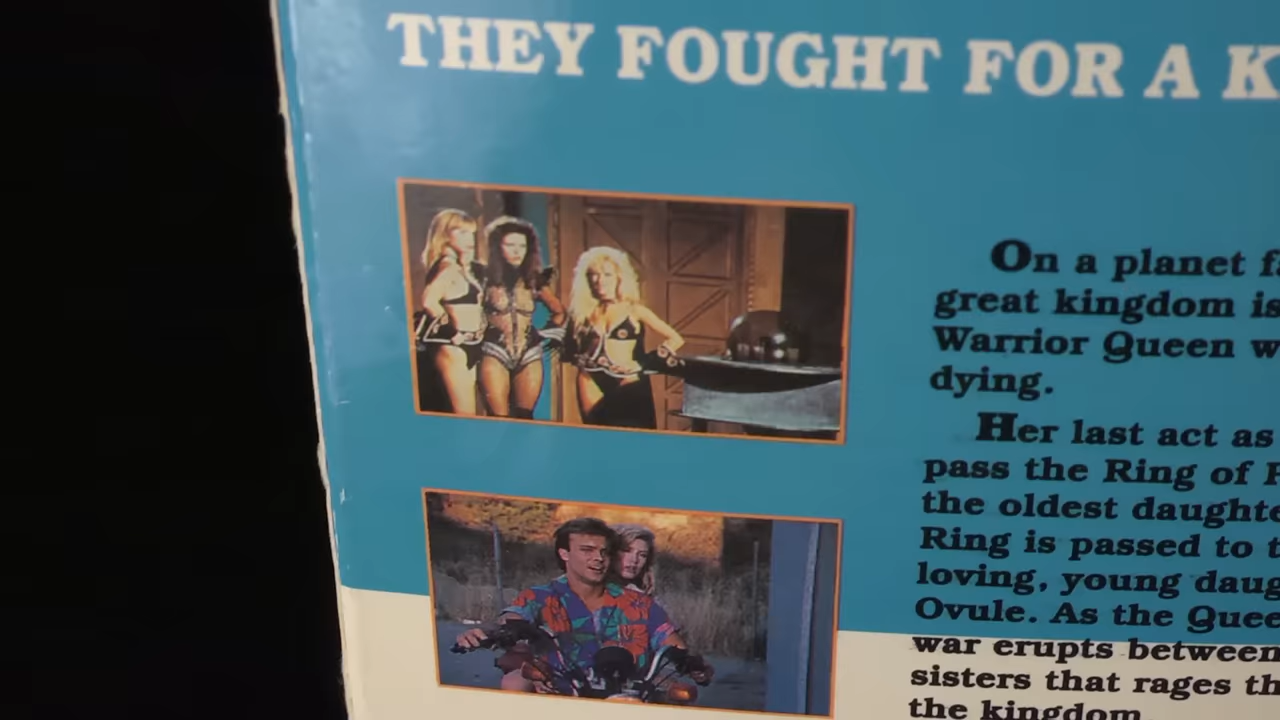 THEY FOUGHT FOR A K
On a planet f
great kingdom is
Warrior Queen w
dying.
Her last act as
pass the Ring of
the oldest daughte
Ring is passed to t
loving, young daug
Ovule. As the Quee
war erupts between
sisters that rages th
the kingdom